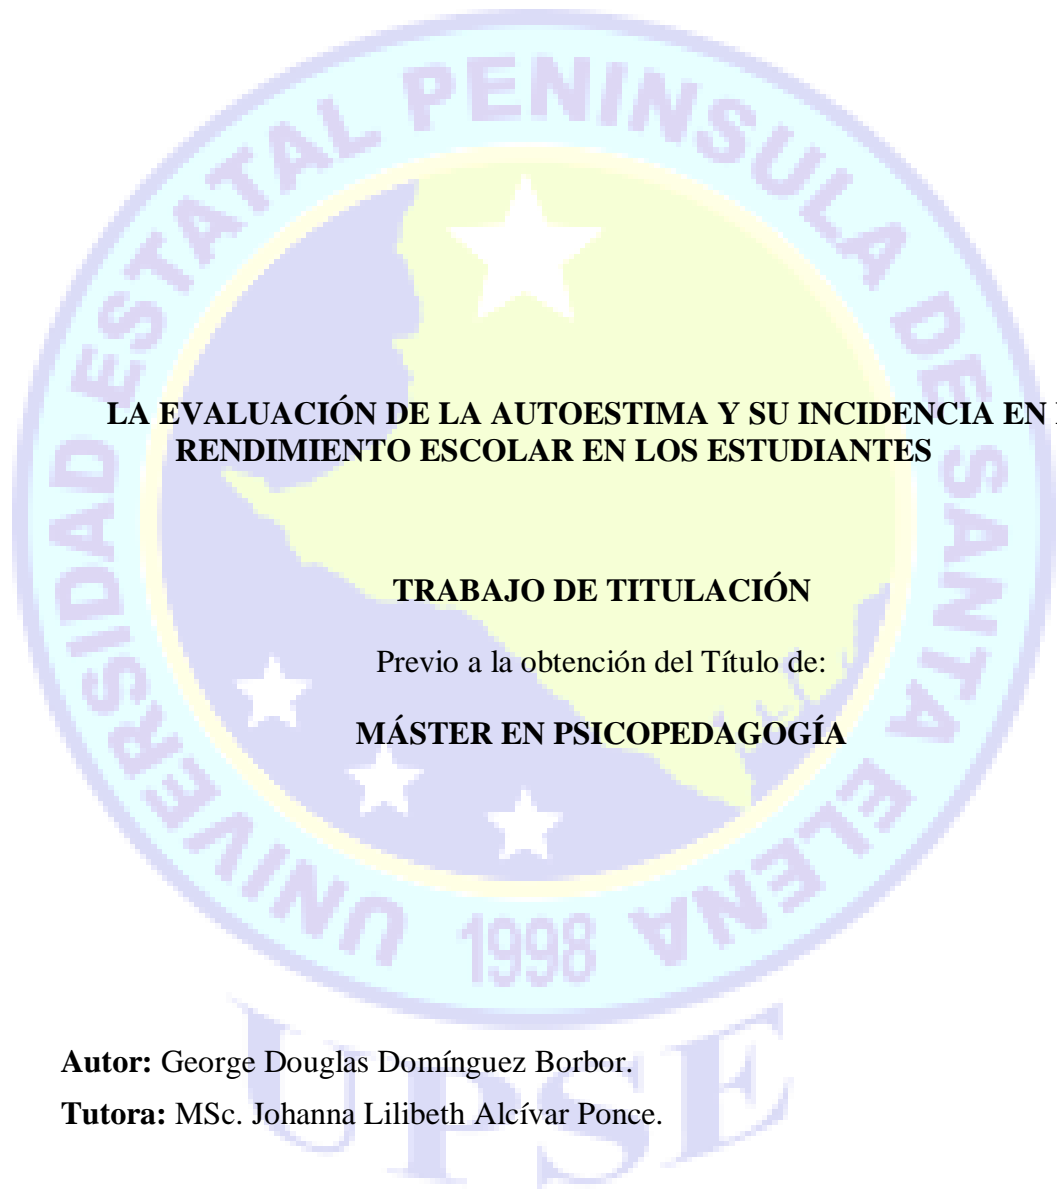 UNIVERSIDAD ESTATAL PENINSULA DE SANTA ELENA
LA EVALUACIÓN DE LA AUTOESTIMA Y SU INCIDENCIA EN
RENDIMIENTO ESCOLAR EN LOS ESTUDIANTES
TRABAJO DE TITULACIÓN
Previo a la obtención del Título de:
MÁSTER EN PSICOPEDAGOGÍA
1998
UPSE
Autor: George Douglas Domínguez Borbor.
Tutora: MSc. Johanna Lilibeth Alcívar Ponce.